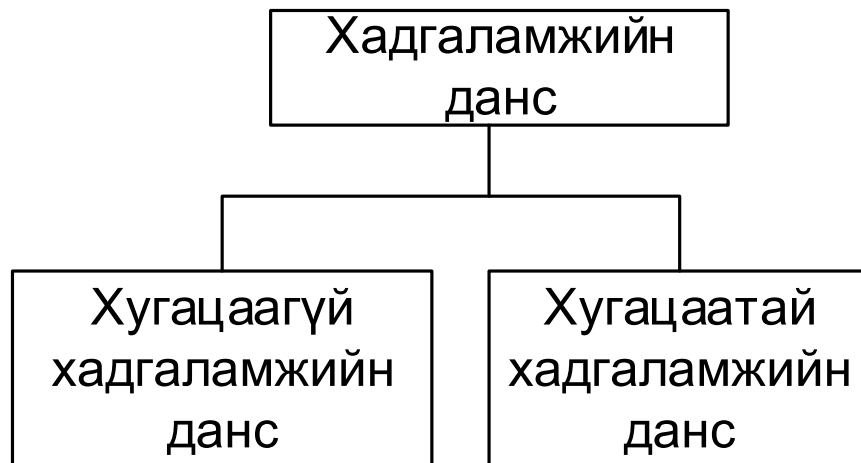 Хадгаламжийн
данс
Хугацаагүй
хадгаламжийн
данс
Хугацаатай
хадгаламжийн
данс